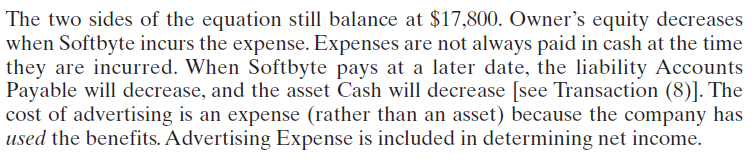 The two sides of the equation still balance at $17,800. Owner’s equity decreases
when Softbyte incurs the expense. Expenses are not always paid in cash at the time
they are incurred. When Softbyte pays at a later date, the liability Accounts
Payable will decrease, and the asset Cash will decrease [see Transaction (8)]. The
cost of advertising is an expense (rather than an asset) because the company has
used the benefits. Advertising Expense is included in determining net income.